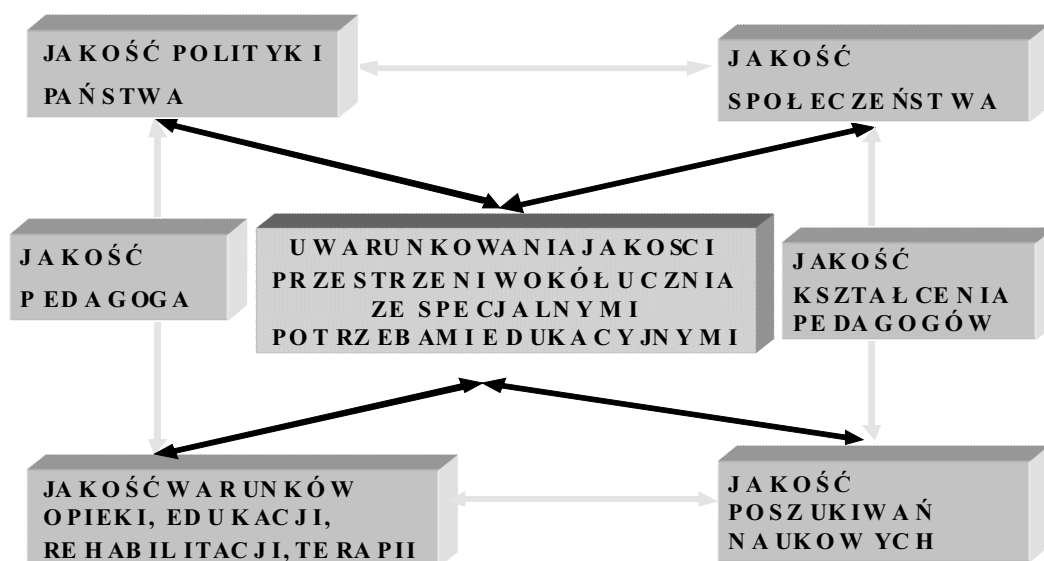 JAKOŚĆ POLITYKI
PAŃSTWA
JAKOŚĆ
SPOŁECZEŃSTWA
JAKOŚĆ
PEDAGOGA
UWARUNKOWANIA JAKOSCI
PRZESTRZENI WOKÓŁ UCZNIA
ZE SPECJALNYMI
POTRZEBAMI EDUKACYJNYMI
JAKOŚĆ
KSZTAŁCENIA
PEDAGOGÓW
JAKOŚĆ WARUNKÓW
OPIEKI, EDUKACJI,
REHABILITACJI, TERAPII
JAKOŚĆ
POSZUKIWAŃ
NAUKOWYCH